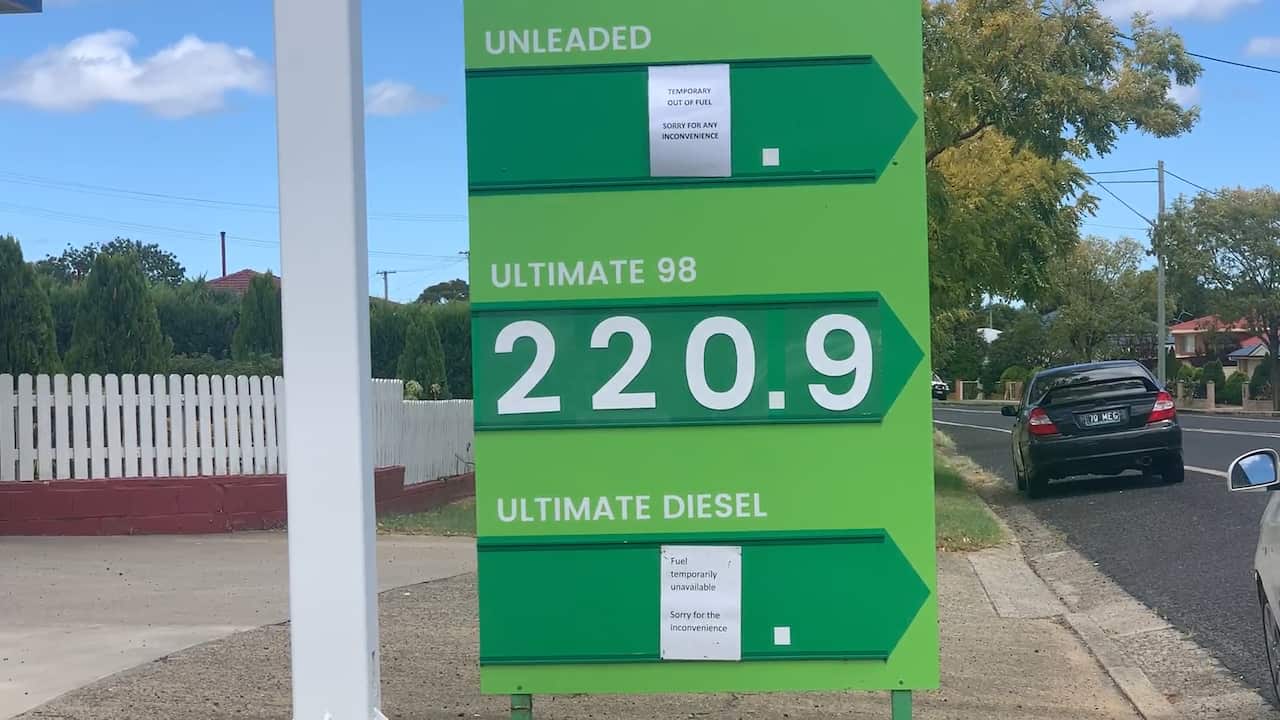 UNLEADED
TEMPORARY
OUT OF FUEL
SORRY FOR ANY
INCONVENIENCE
ULTIMATE 98
220.9
ULTIMATE DIESEL
Fuel
temporarily
unavailable
Sorry for the
inconvenience